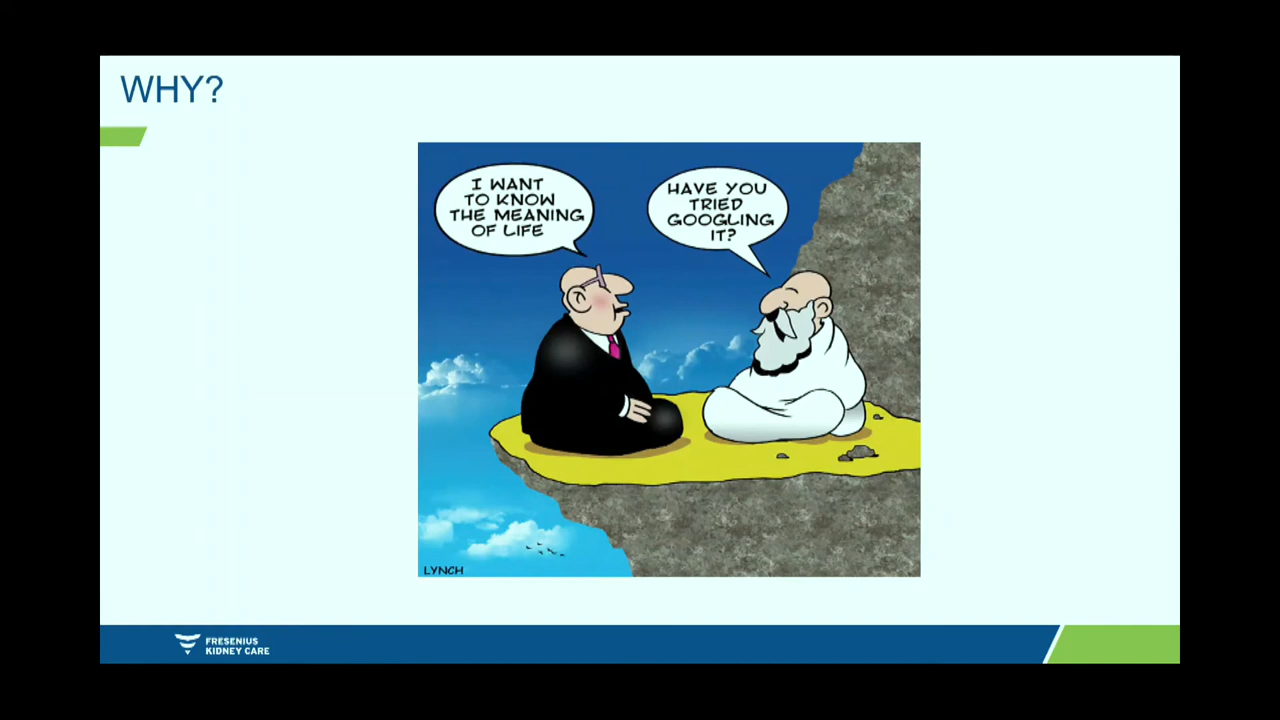 WHY?
I WANT
TO KNOW
THE MEANING
OF LIFE
HAVE YOU
TRIED
GOOGLING
IT?
LYNCH
FRESENIUS
KIDNEY CARE